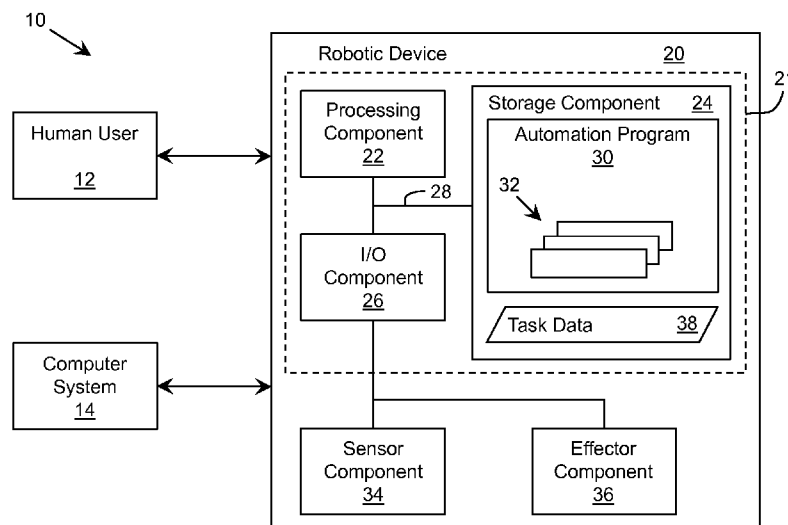 10
Robotic Device 20
21
Human User
12
Processing
Component
22
Storage Component 24
Automation Program
30
28
32
I/O
Component
26
Task Data 38
Computer
System
14
Sensor
Component
34
Effector
Component
36